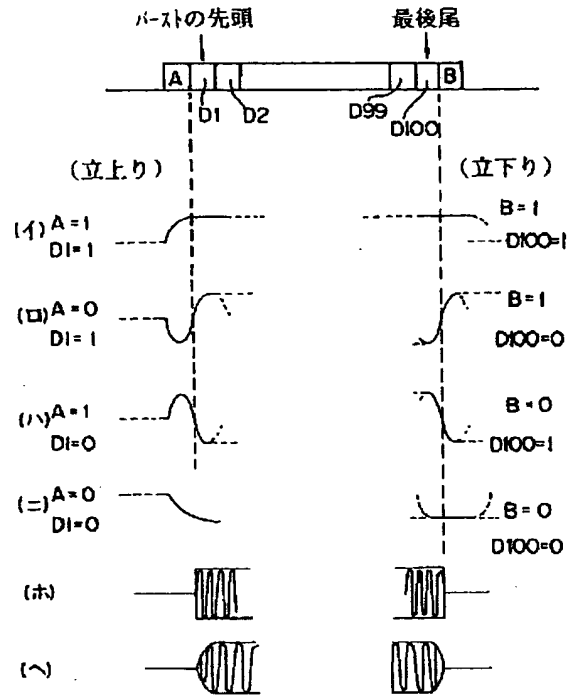 バーストの先頭 最後尾
A B
D1 D2 D99 D100
(立上り) (立下り)
(イ) A=1 B=1
D1=1 D100=1
(ロ) A=0 B=1
D1=1 D100=0
(ハ) A=1 B=0
D1=0 D100=1
(ニ) A=0 B=0
D1=0 D100=0
(ホ)
(ヘ)